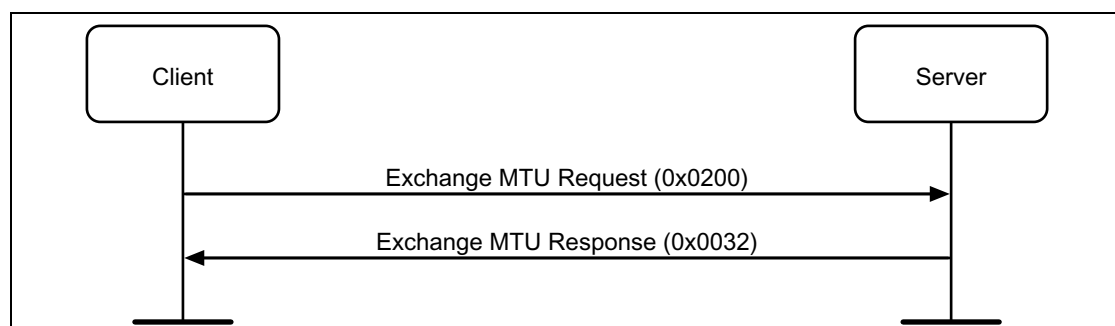 Client
Server
Exchange MTU Request (0x0200)
Exchange MTU Response (0x0032)